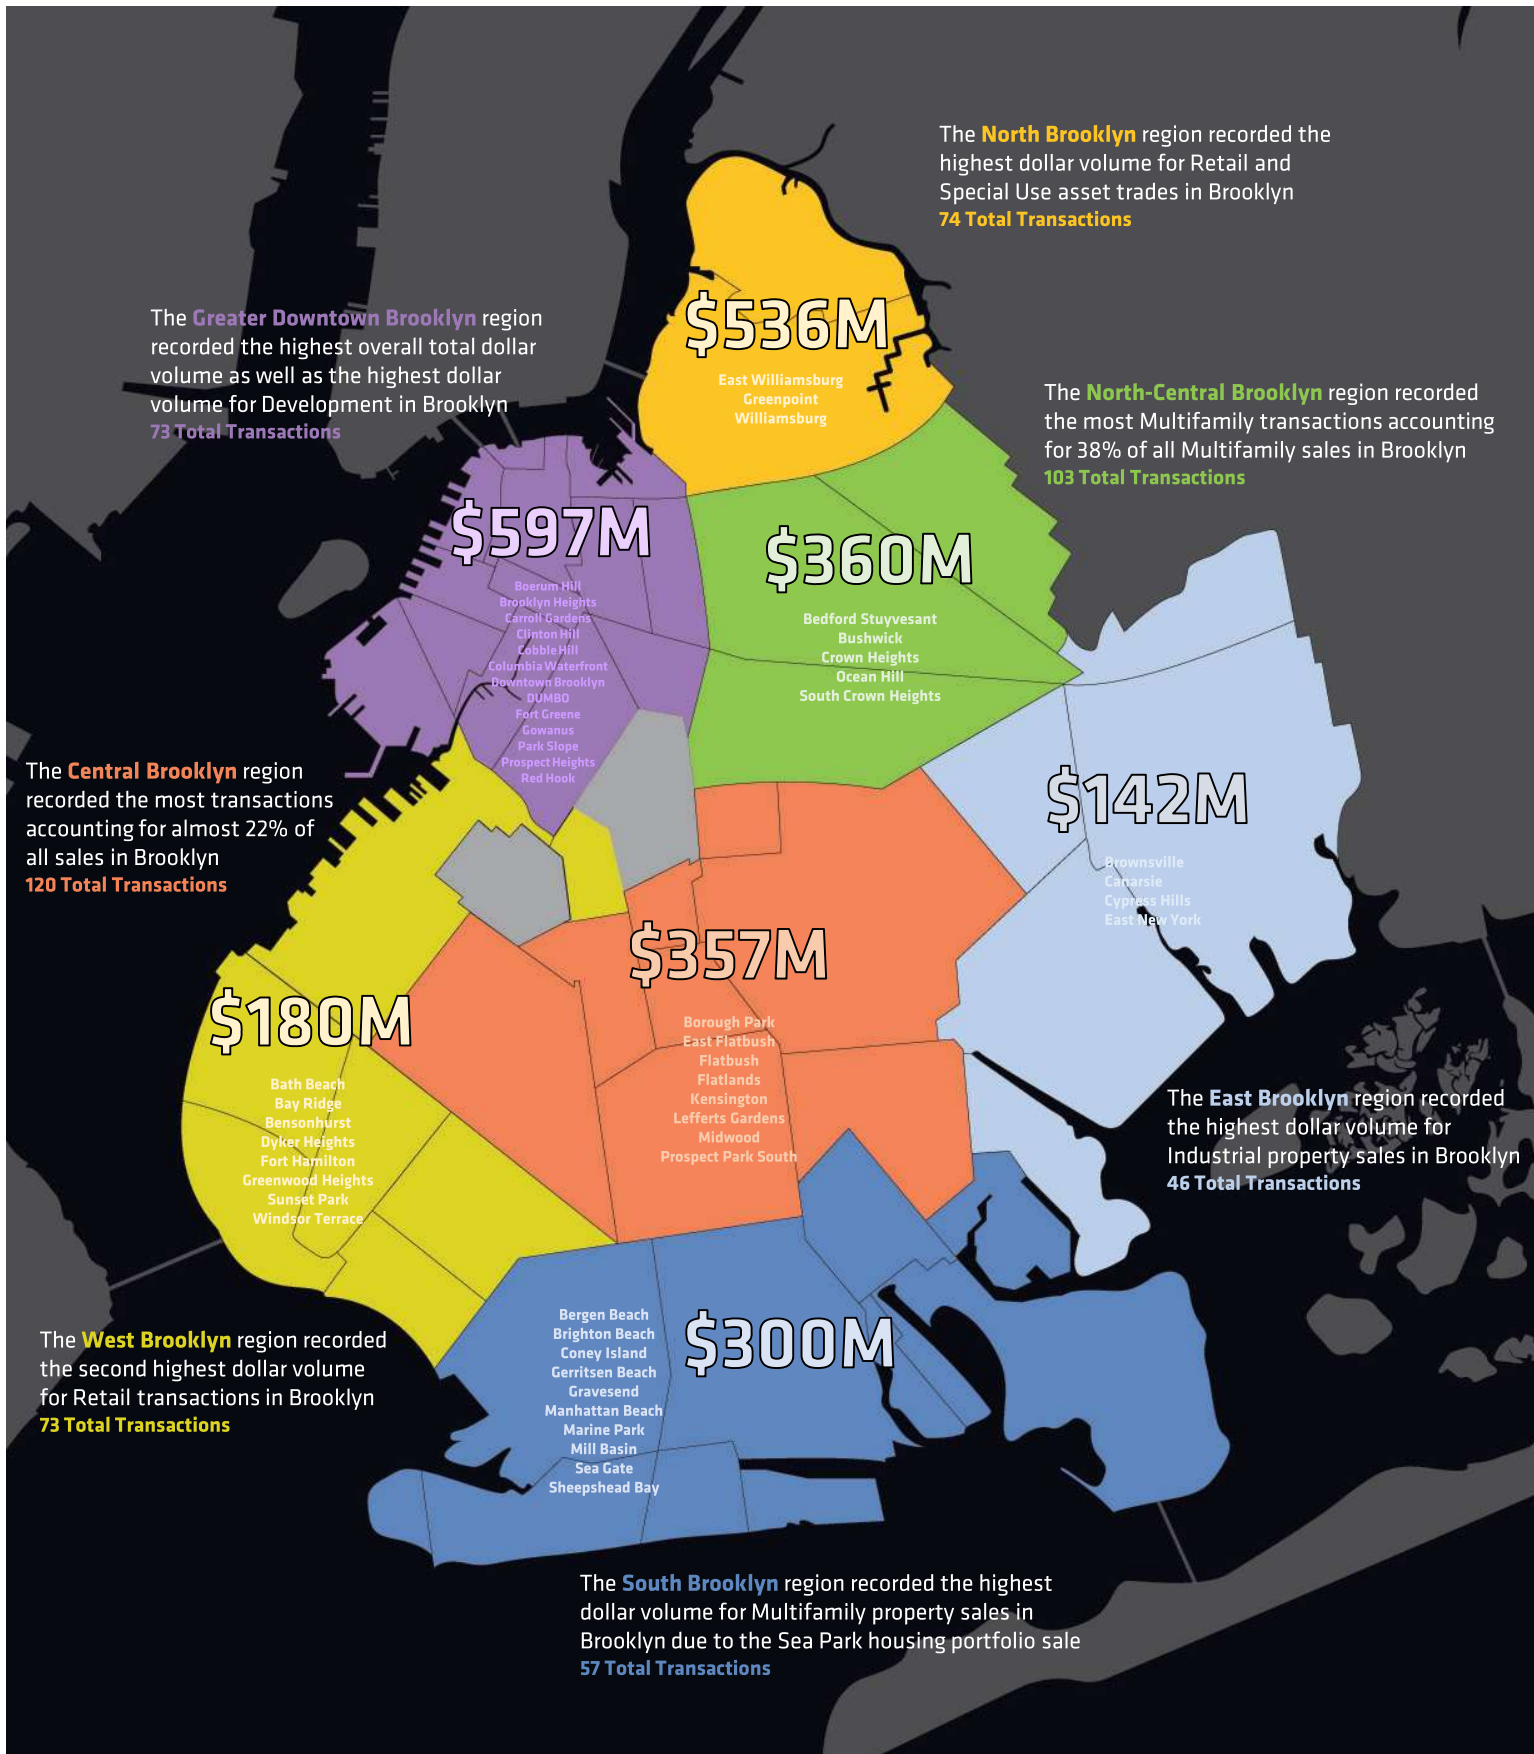 The North Brooklyn region recorded the
highest dollar volume for Retail and
Special Use asset trades in Brooklyn
74 Total Transactions
$536M
East Williamsburg
Greenpoint
Williamsburg
The Greater Downtown Brooklyn region
recorded the highest overall total dollar
volume as well as the highest dollar
volume for Development in Brooklyn
73 Total Transactions
The North-Central Brooklyn region recorded
the most Multifamily transactions accounting
for 38% of all Multifamily sales in Brooklyn
103 Total Transactions
$597M
Boerum Hill
Brooklyn Heights
Carroll Gardens
Clinton Hill
Cobble Hill
Columbia Waterfront
Downtown Brooklyn
DUMBO
Fort Greene
Gowanus
Park Slope
Prospect Heights
Red Hook
$360M
Bedford Stuyvesant
Bushwick
Crown Heights
Ocean Hill
South Crown Heights
The Central Brooklyn region
recorded the most transactions
accounting for almost 22% of
all sales in Brooklyn
120 Total Transactions
$142M
Brownsville
Canarsie
Cypress Hills
East New York
$357M
Borough Park
East Flatbush
Flatbush
Flatlands
Kensington
Lefferts Gardens
Midwood
Prospect Park South
$180M
Bath Beach
Bay Ridge
Bensonhurst
Dyker Heights
Fort Hamilton
Greenwood Heights
Sunset Park
Windsor Terrace
The East Brooklyn region recorded
the highest dollar volume for
Industrial property sales in Brooklyn
46 Total Transactions
The West Brooklyn region recorded
the second highest dollar volume
for Retail transactions in Brooklyn
73 Total Transactions
$300M
Bergen Beach
Brighton Beach
Coney Island
Gerritsen Beach
Gravesend
Manhattan Beach
Marine Park
Mill Basin
Sea Gate
Sheepshead Bay
The South Brooklyn region recorded the highest
dollar volume for Multifamily property sales in
Brooklyn due to the Sea Park housing portfolio sale
57 Total Transactions